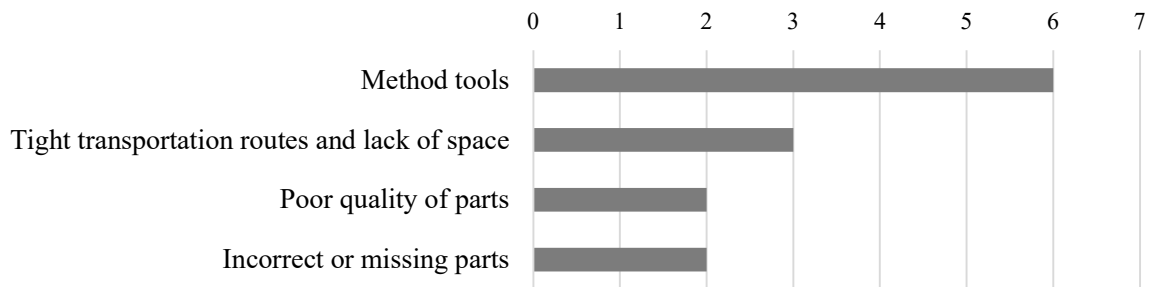 0 1 2 3 4 5 6 7
Method tools
Tight transportation routes and lack of space
Poor quality of parts
Incorrect or missing parts